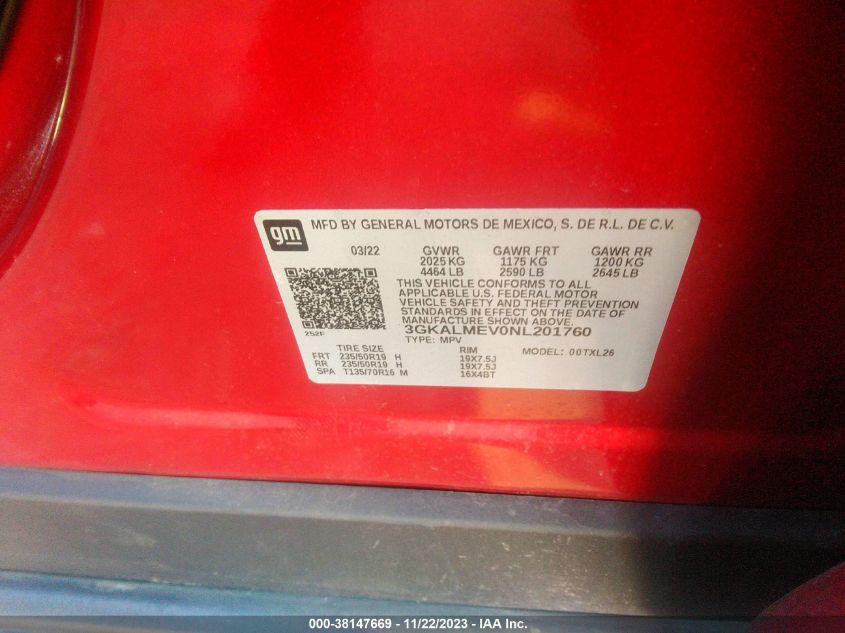 gm
MFD BY GENERAL MOTORS DE MEXICO, S. DE R.L. DE C.V.
03/22 GVWR GAWR FRT GAWR RR
2025 KG 1175 KG 1200 KG
4464 LB 2590 LB 2645 LB
THIS VEHICLE CONFORMS TO ALL
APPLICABLE U.S. FEDERAL MOTOR
VEHICLE SAFETY AND THEFT PREVENTION
STANDARDS IN EFFECT ON THE DATE OF
MANUFACTURE SHOWN ABOVE.
252F 3GKALMEV0NL201760
TYPE: MPV
TIRE SIZE RIM MODEL: 00TXL26
FRT 235/50R19 H 19X7.5J
RR 235/50R19 H 19X7.5J
SPA T135/70R16 M 16X4BT
000-38147669 - 11/22/2023 - IAA Inc.